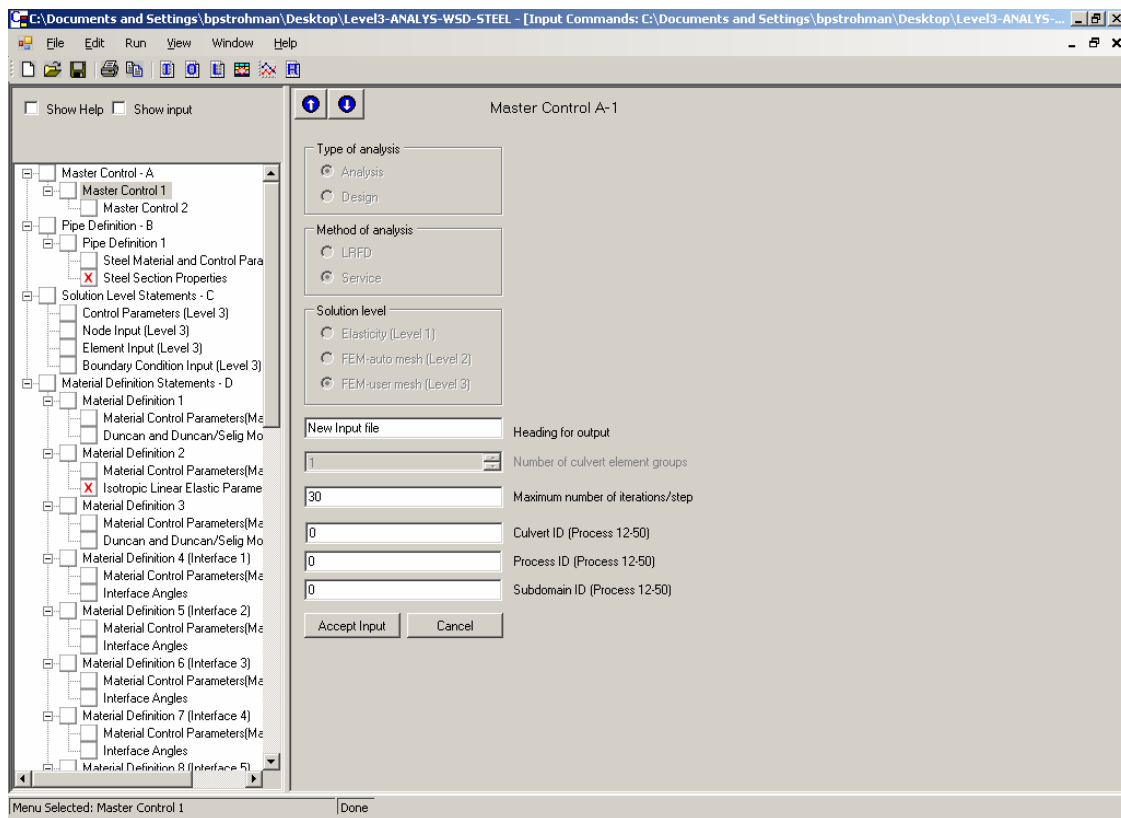 C:\Documents and Settings\bpstrohman\Desktop\Level3-ANALYS-WSD-STEEL - [Input Commands: C:\Documents and Settings\bpstrohman\Desktop\Level3-ANALYS-...
File Edit Run View Window Help
Show Help Show input
Master Control - A
Master Control 1
Master Control 2
Pipe Definition - B
Pipe Definition 1
Steel Material and Control Para
Steel Section Properties
Solution Level Statements - C
Control Parameters (Level 3)
Node Input (Level 3)
Element Input (Level 3)
Boundary Condition Input (Level 3)
Material Definition Statements - D
Material Definition 1
Material Control Parameters(Ma
Duncan and Duncan/Selig Mo
Material Definition 2
Material Control Parameters(Ma
X Isotropic Linear Elastic Parame
Material Definition 3
Material Control Parameters(Ma
Duncan and Duncan/Selig Mo
Material Definition 4 (Interface 1)
Material Control Parameters(Ma
Interface Angles
Material Definition 5 (Interface 2)
Material Control Parameters(Ma
Interface Angles
Material Definition 6 (Interface 3)
Material Control Parameters(Ma
Interface Angles
Material Definition 7 (Interface 4)
Material Control Parameters(Ma
Interface Angles
Material Definition 8 (Interface 5)
Master Control A-1
Type of analysis
Analysis
Design
Method of analysis
LRFD
Service
Solution level
Elasticity (Level 1)
FEM-auto mesh (Level 2)
FEM-user mesh (Level 3)
New Input file Heading for output
1 Number of culvert element groups
30 Maximum number of iterations/step
0 Culvert ID (Process 12-50)
0 Process ID (Process 12-50)
0 Subdomain ID (Process 12-50)
Accept Input Cancel
Menu Selected: Master Control 1 Done